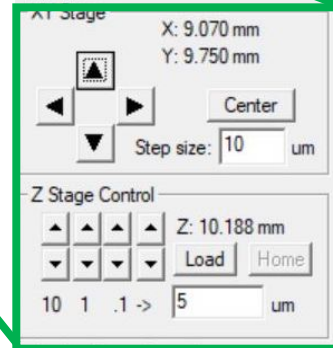 XY Stage
X: 9.070 mm
Y: 9.750 mm
Center
Step size: 10 um
Z Stage Control
Z: 10.188 mm
Load Home
10 1 .1 -> 5 um